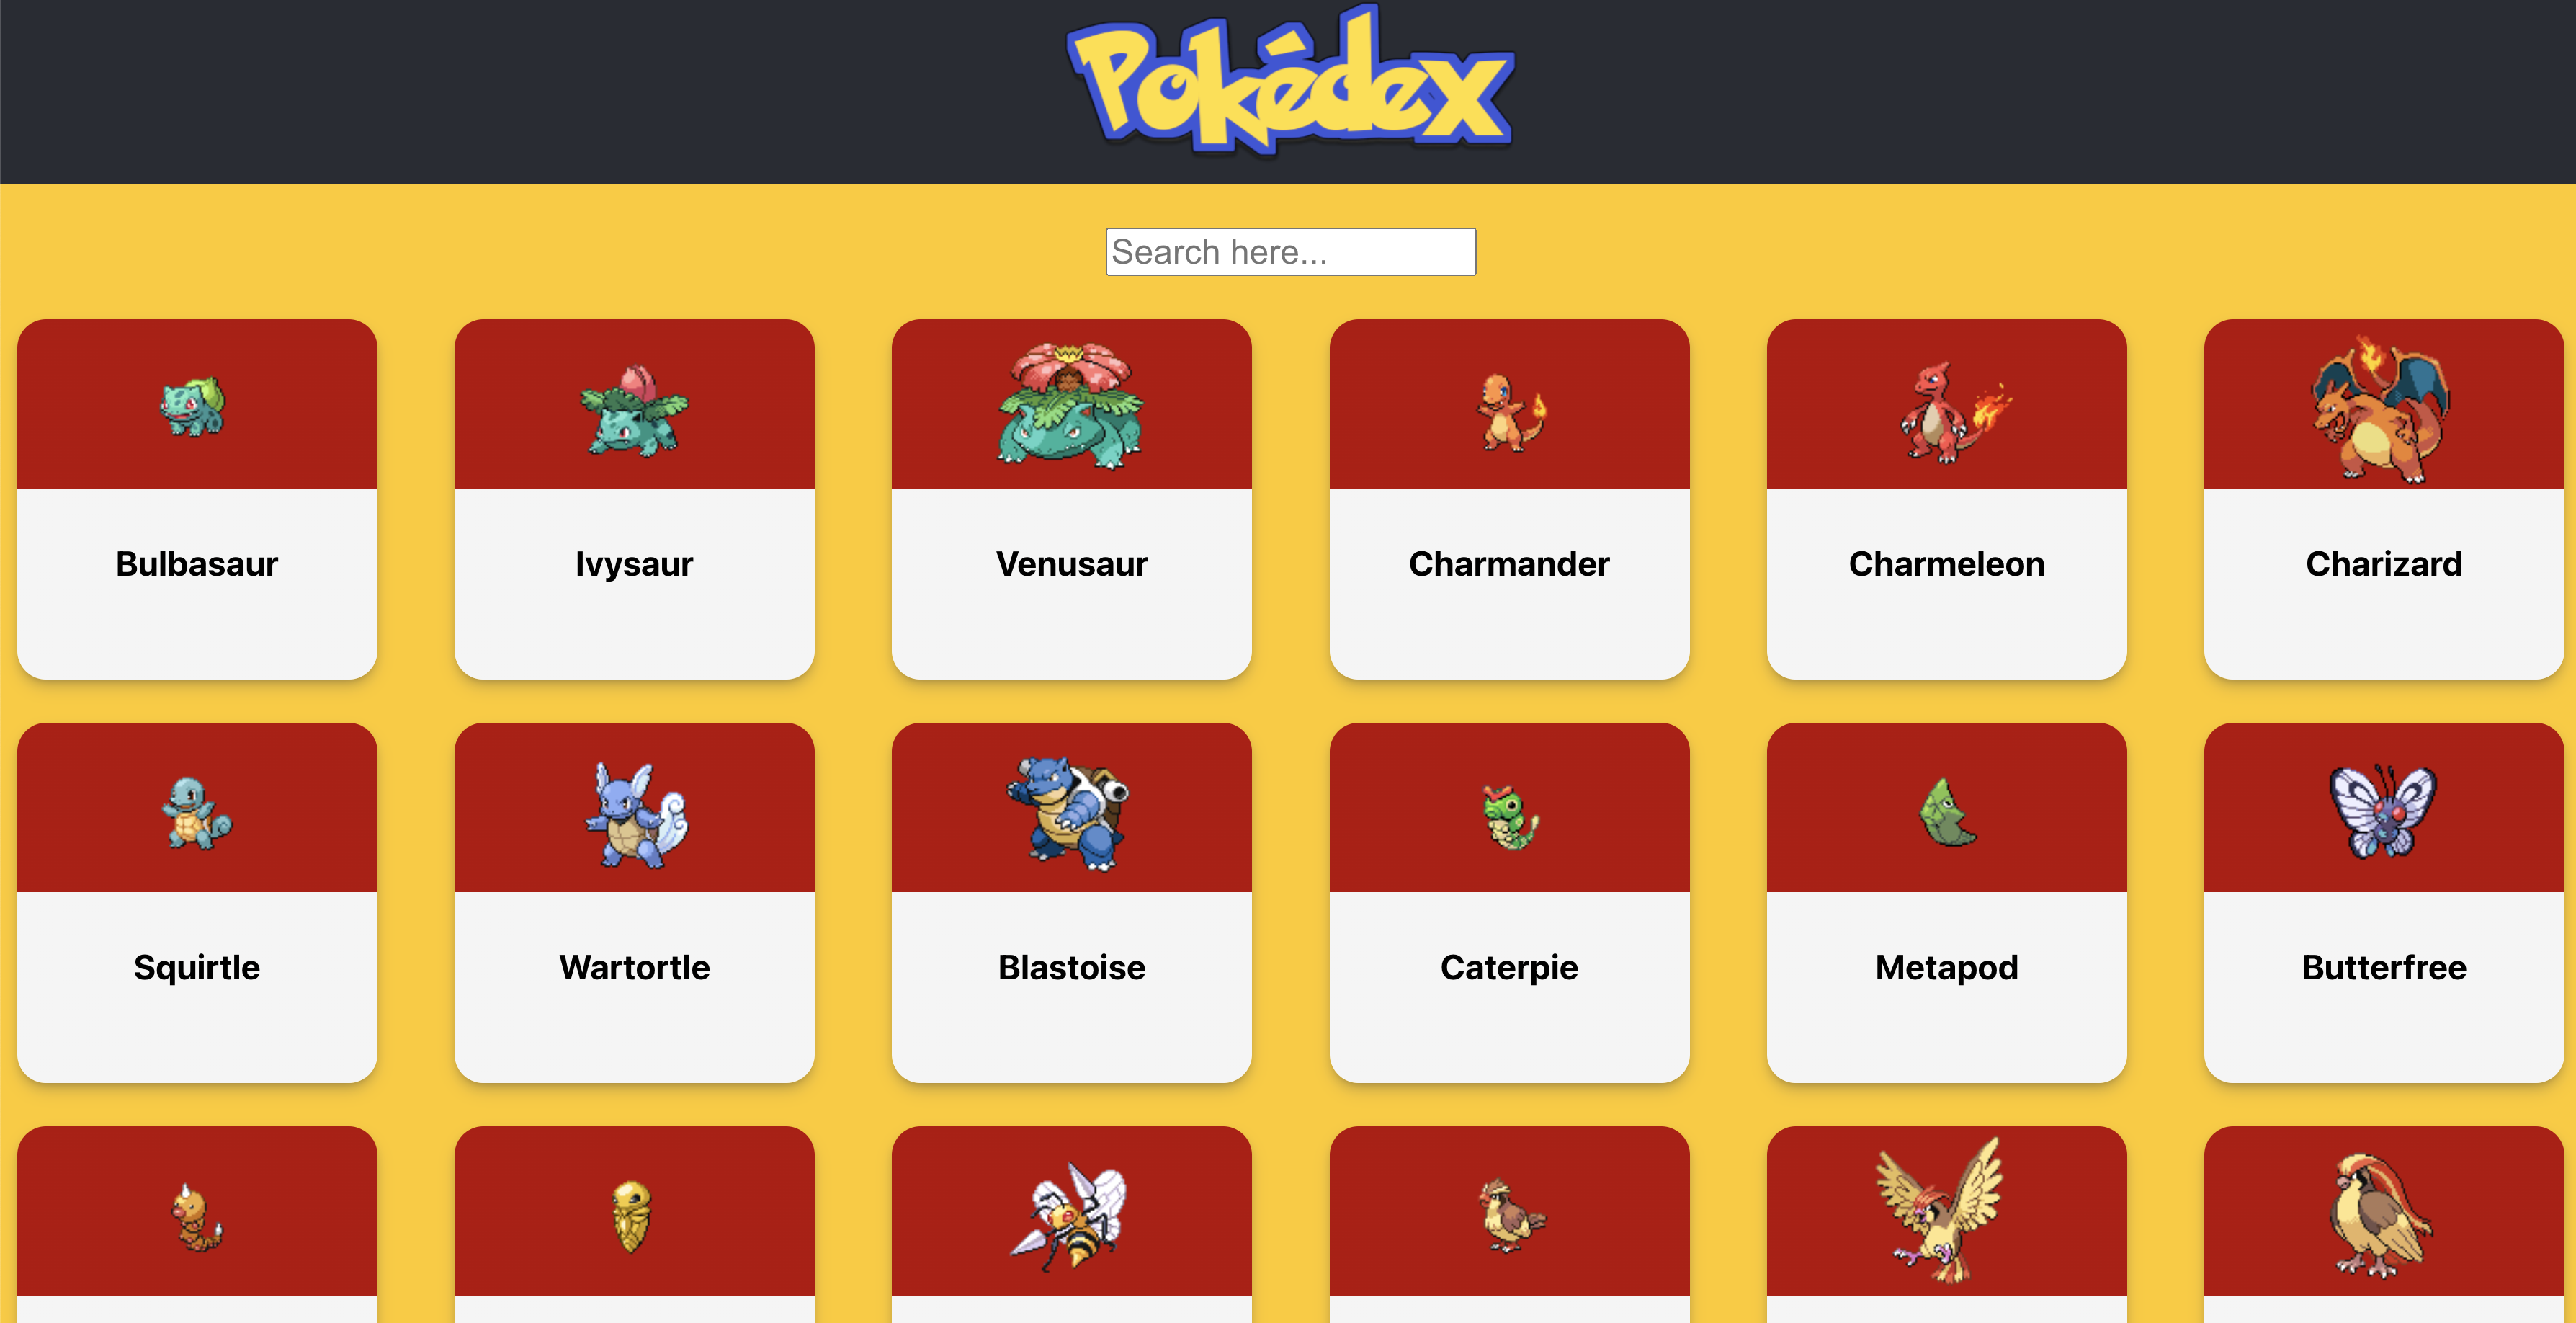 Pokédex
Search here...
Bulbasaur
Ivysaur
Venusaur
Charmander
Charmeleon
Charizard
Squirtle
Wartortle
Blastoise
Caterpie
Metapod
Butterfree